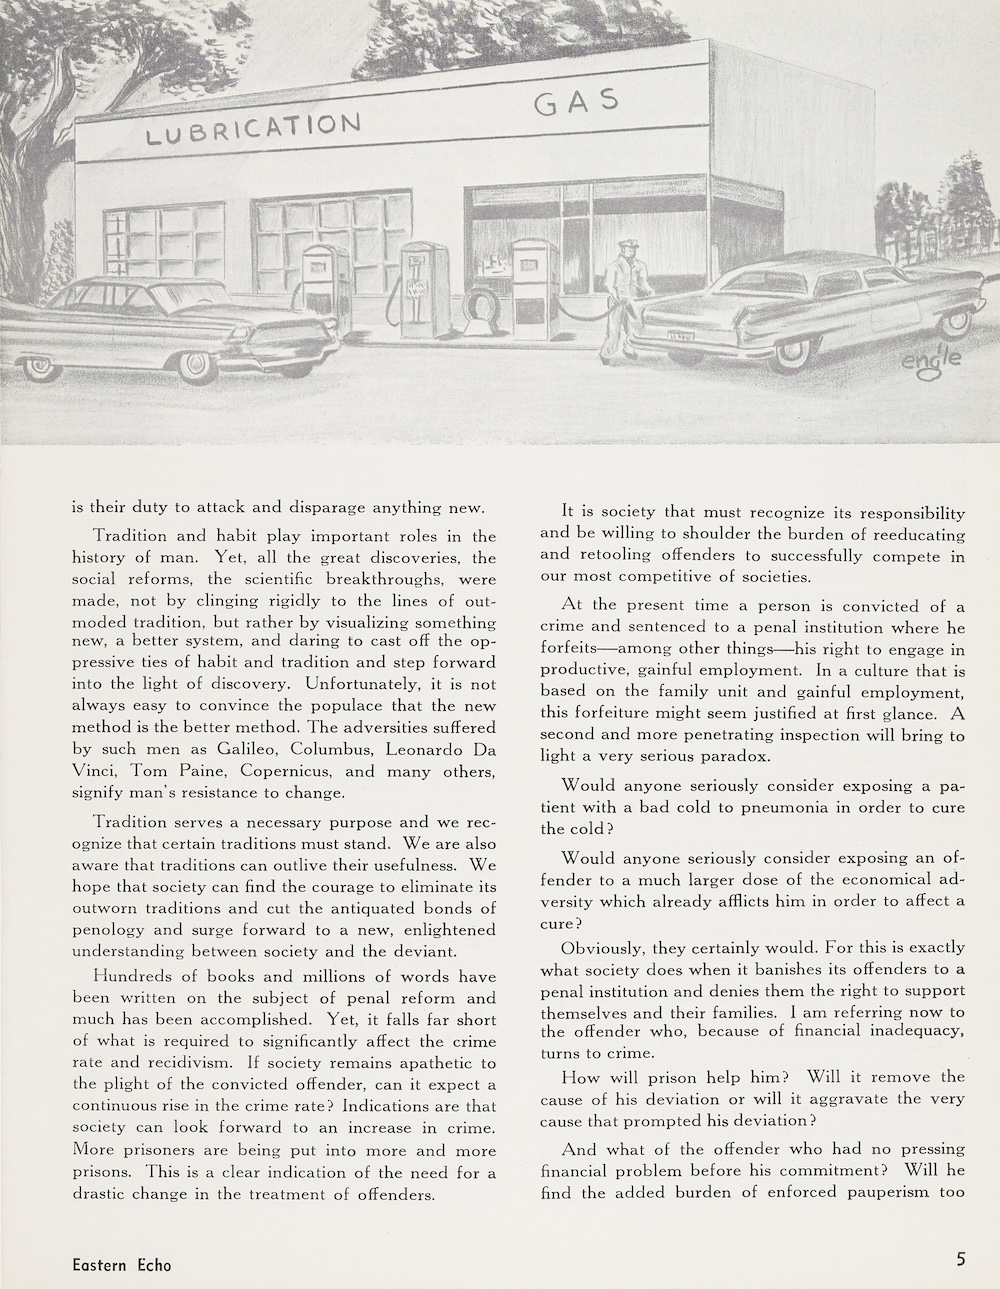 LUBRICATION
GAS
engle
is their duty to attack and disparage anything new.
Tradition and habit play important roles in the
history of man. Yet, all the great discoveries, the
social reforms, the scientific breakthroughs, were
made, not by clinging rigidly to the lines of out-
moded tradition, but rather by visualizing something
new, a better system, and daring to cast off the op-
pressive ties of habit and tradition and step forward
into the light of discovery. Unfortunately, it is not
always easy to convince the populace that the new
method is the better method. The adversities suffered
by such men as Galileo, Columbus, Leonardo Da
Vinci, Tom Paine, Copernicus, and many others,
signify man's resistance to change.
Tradition serves a necessary purpose and we rec-
ognize that certain traditions must stand. We are also
aware that traditions can outlive their usefulness. We
hope that society can find the courage to eliminate its
outworn traditions and cut the antiquated bonds of
penology and surge forward to a new, enlightened
understanding between society and the deviant.
Hundreds of books and millions of words have
been written on the subject of penal reform and
much has been accomplished. Yet, it falls far short
of what is required to significantly affect the crime
rate and recidivism. If society remains apathetic to
the plight of the convicted offender, can it expect a
continuous rise in the crime rate? Indications are that
society can look forward to an increase in crime.
More prisoners are being put into more and more
prisons. This is a clear indication of the need for a
drastic change in the treatment of offenders.
It is society that must recognize its responsibility
and be willing to shoulder the burden of reeducating
and retooling offenders to successfully compete in
our most competitive of societies.
At the present time a person is convicted of a
crime and sentenced to a penal institution where he
forfeits—among other things—his right to engage in
productive, gainful employment. In a culture that is
based on the family unit and gainful employment,
this forfeiture might seem justified at first glance. A
second and more penetrating inspection will bring to
light a very serious paradox.
Would anyone seriously consider exposing a pa-
tient with a bad cold to pneumonia in order to cure
the cold?
Would anyone seriously consider exposing an of-
fender to a much larger dose of the economical ad-
versity which already afflicts him in order to affect a
cure?
Obviously, they certainly would. For this is exactly
what society does when it banishes its offenders to a
penal institution and denies them the right to support
themselves and their families. I am referring now to
the offender who, because of financial inadequacy,
turns to crime.
How will prison help him? Will it remove the
cause of his deviation or will it aggravate the very
cause that prompted his deviation?
And what of the offender who had no pressing
financial problem before his commitment? Will he
find the added burden of enforced pauperism too
Eastern Echo
5